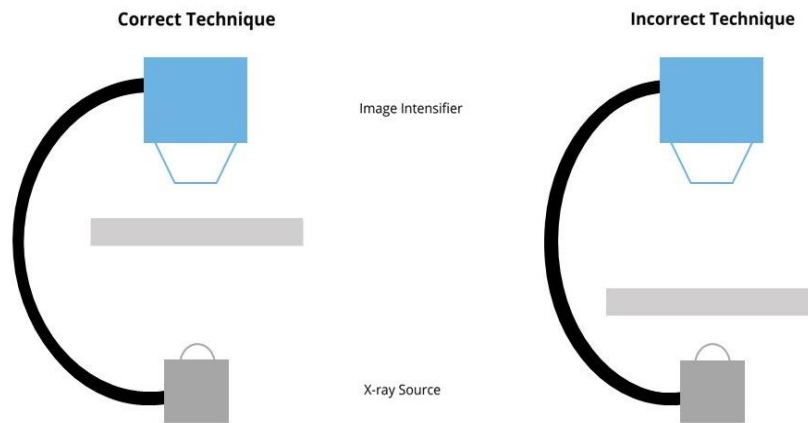 Correct Technique
Incorrect Technique
Image Intensifier
X-ray Source